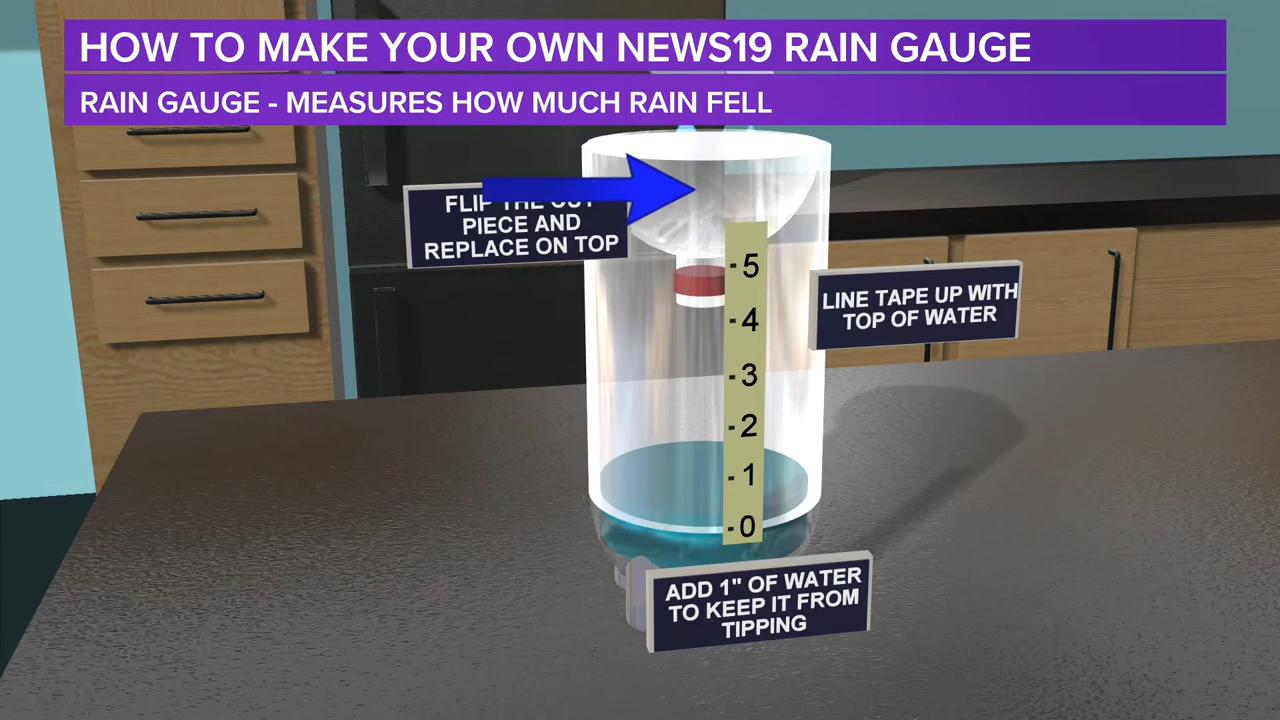 HOW TO MAKE YOUR OWN NEWS19 RAIN GAUGE
RAIN GAUGE - MEASURES HOW MUCH RAIN FELL
FLIP THE CUT
PIECE AND
REPLACE ON TOP
-5
-4
-3
-2
-1
-0
LINE TAPE UP WITH
TOP OF WATER
ADD 1" OF WATER
TO KEEP IT FROM
TIPPING